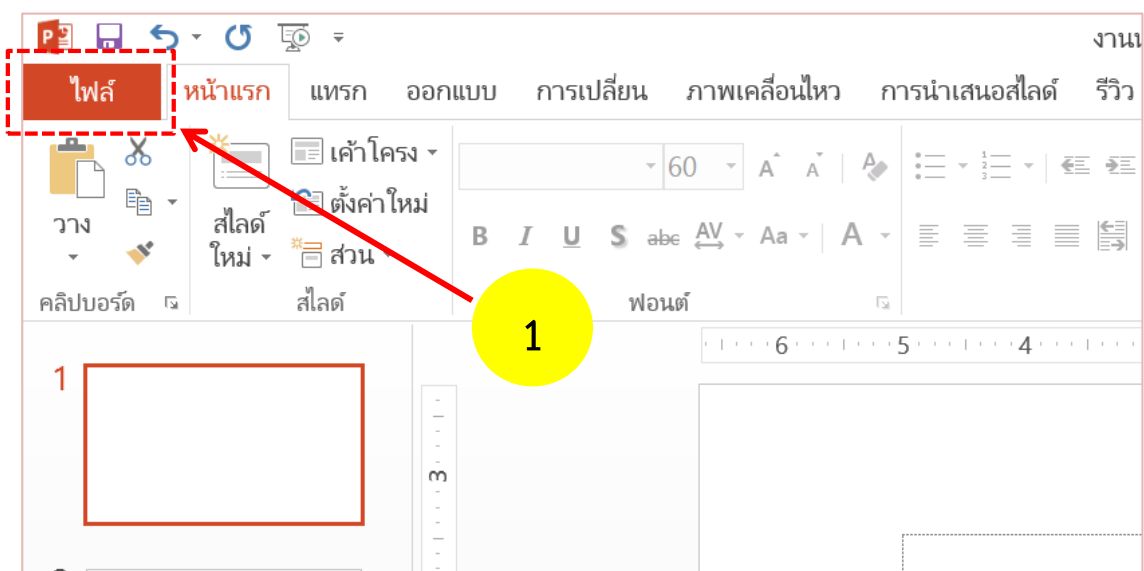 งานน
ไฟล์ หน้าแรก แทรก ออกแบบ การเปลี่ยน ภาพเคลื่อนไหว การนำเสนอสไลด์ รีวิว
วาง
สไลด์
ใหม่
เค้าโครง
ตั้งค่าใหม่
ส่วน
60 A A A
B I U S abc AV Aa A
คลิปบอร์ด สไลด์ ฟอนต์
1
6 5 4
1
3